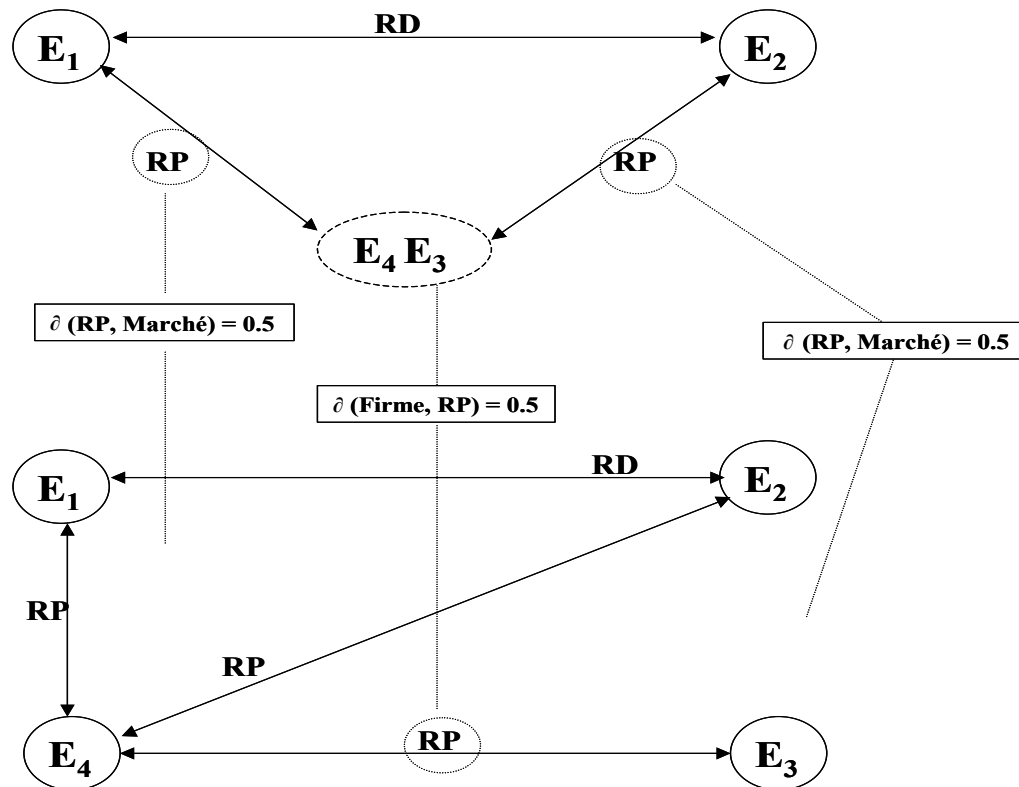 RD
E₁
E₂
RP
RP
E₄ E₃
∂ (RP, Marché) = 0.5
∂ (RP, Marché) = 0.5
∂ (Firme, RP) = 0.5
RD
E₁
E₂
RP
RP
RP
E₄
E₃